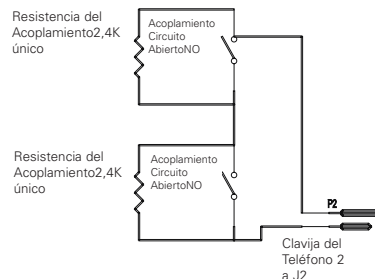 Resistencia del
Acoplamiento2,4K
único
Acoplamiento
Circuito
AbiertoNO
Resistencia del
Acoplamiento2,4K
único
Acoplamiento
Circuito
AbiertoNO
P2
Clavija del
Teléfono 2
a J2